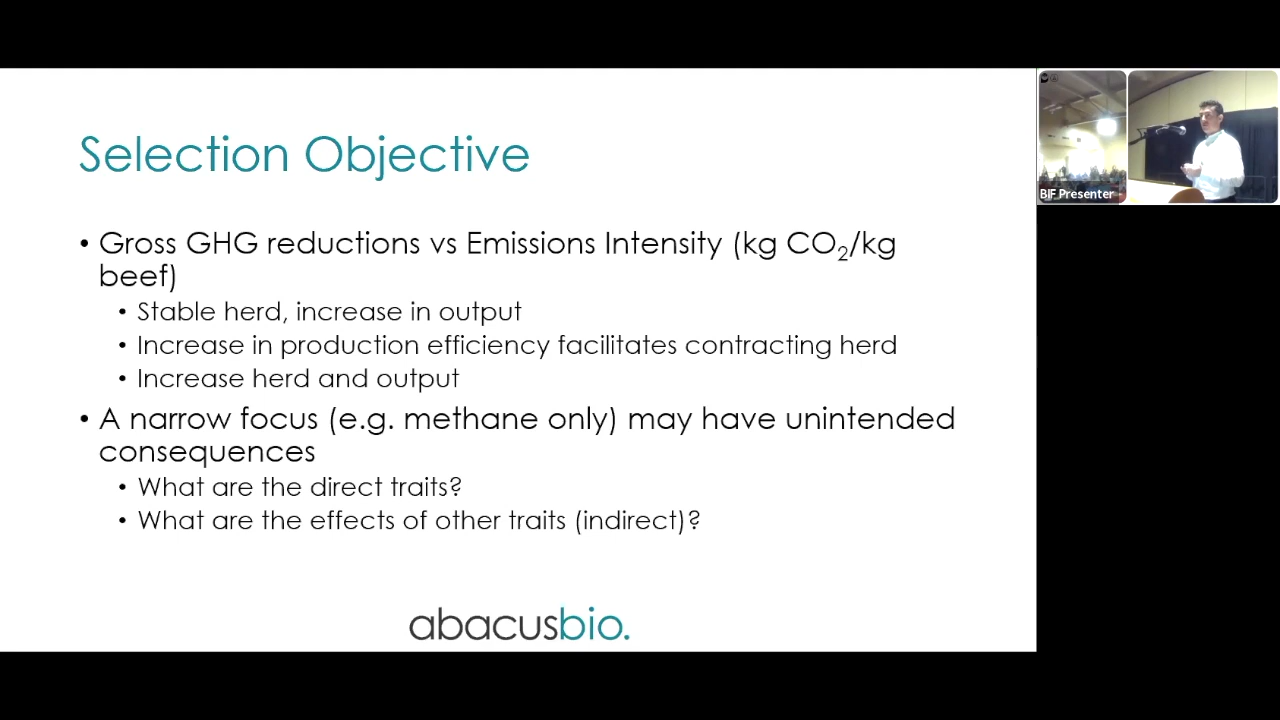 Selection Objective
• Gross GHG reductions vs Emissions Intensity (kg CO₂/kg
beef)
• Stable herd, increase in output
• Increase in production efficiency facilitates contracting herd
• Increase herd and output
• A narrow focus (e.g. methane only) may have unintended
consequences
• What are the direct traits?
• What are the effects of other traits (indirect)?
abacusbio.
BIF Presenter -